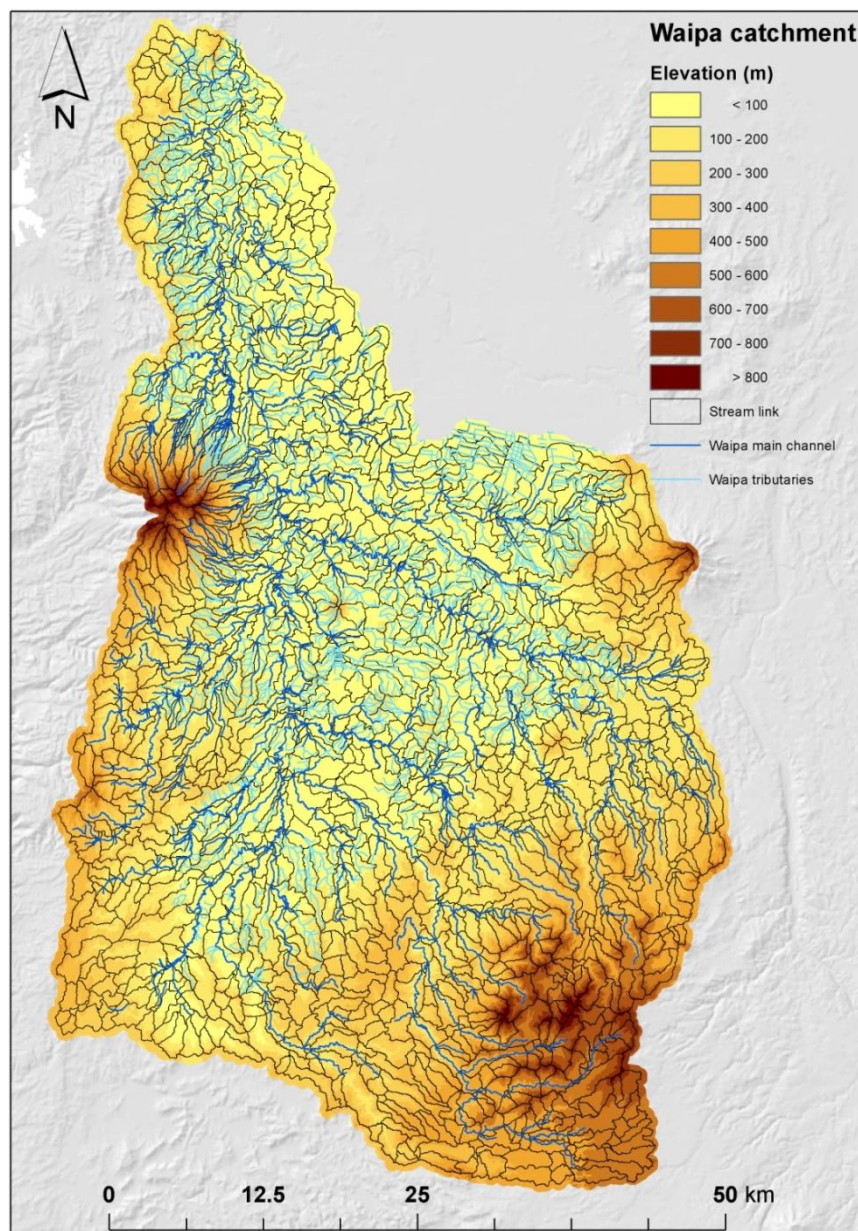 Waipa catchment
N
Elevation (m)
< 100
100 - 200
200 - 300
300 - 400
400 - 500
500 - 600
600 - 700
700 - 800
> 800
Stream link
Waipa main channel
Waipa tributaries
0 12.5 25 50 km